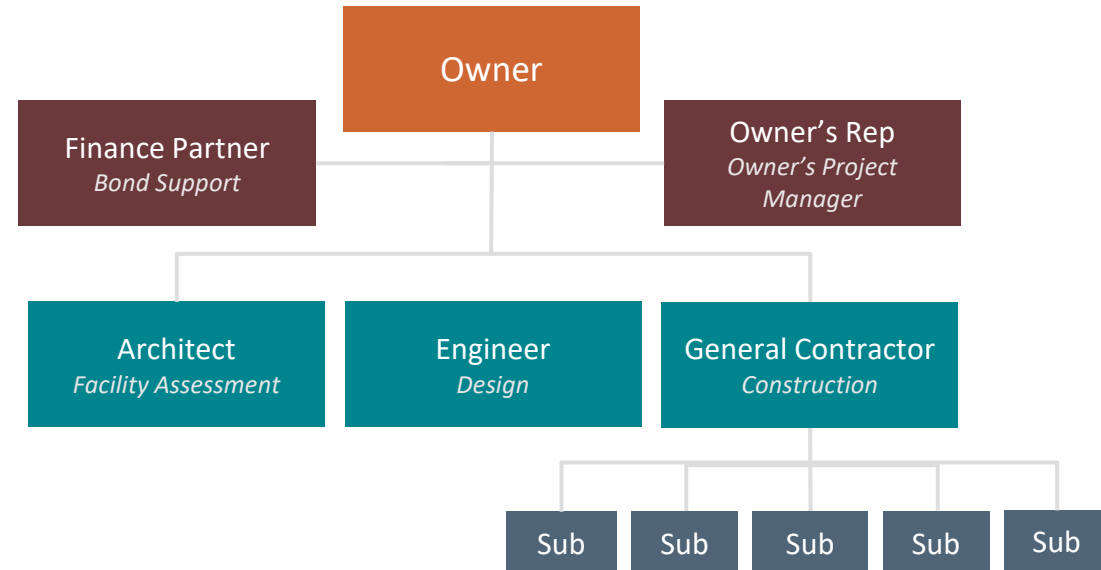 Owner
Finance Partner
Bond Support
Owner’s Rep
Owner’s Project
Manager
Architect
Facility Assessment
Engineer
Design
General Contractor
Construction
Sub
Sub
Sub
Sub
Sub